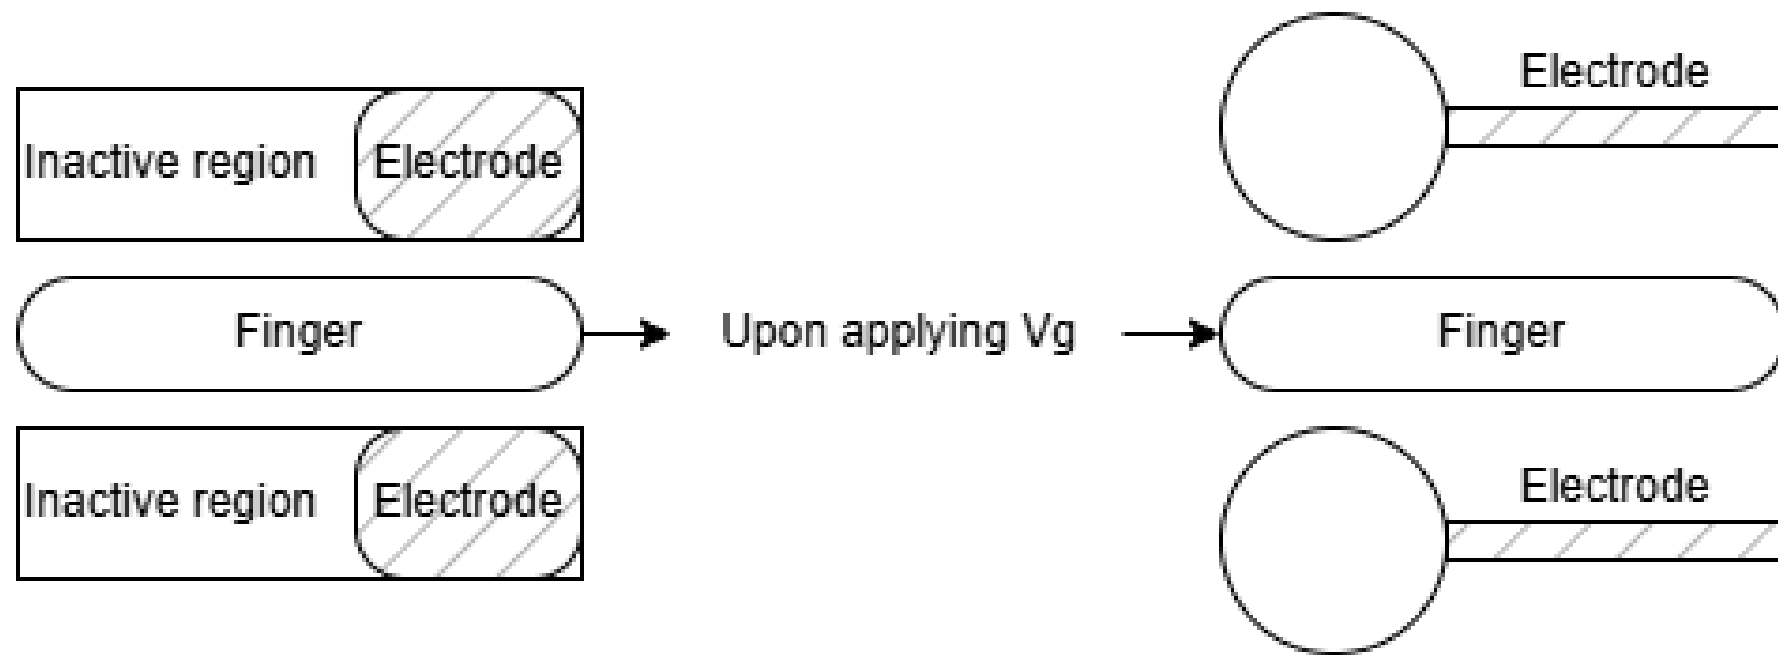 Inactive region
Electrode
Electrode
Finger
Upon applying Vg
Finger
Inactive region
Electrode
Electrode